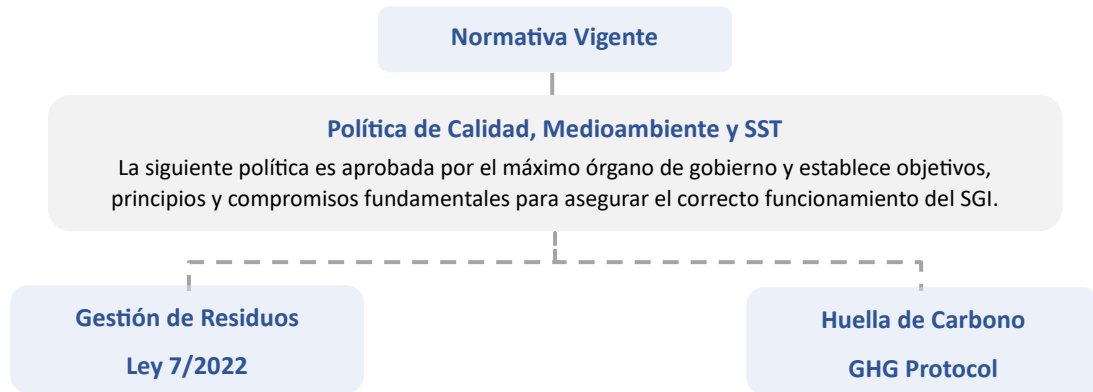 Normativa Vigente
Política de Calidad, Medioambiente y SST
La siguiente política es aprobada por el máximo órgano de gobierno y establece objetivos,
principios y compromisos fundamentales para asegurar el correcto funcionamiento del SGI.
Gestión de Residuos
Ley 7/2022
Huella de Carbono
GHG Protocol